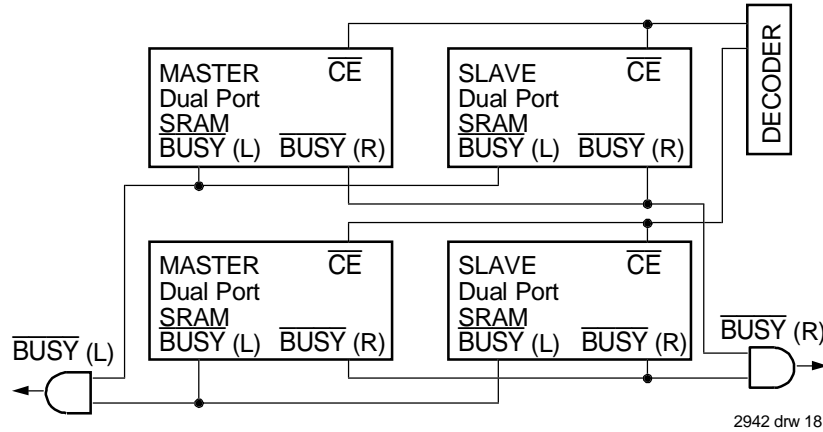 MASTER
Dual Port
SRAM
CE
BUSY (L) BUSY (R)
SLAVE
Dual Port
SRAM
CE
BUSY (L) BUSY (R)
DECODER
MASTER
Dual Port
SRAM
CE
BUSY (L) BUSY (R)
SLAVE
Dual Port
SRAM
CE
BUSY (L) BUSY (R)
BUSY (L)
BUSY (R)
2942 drw 18